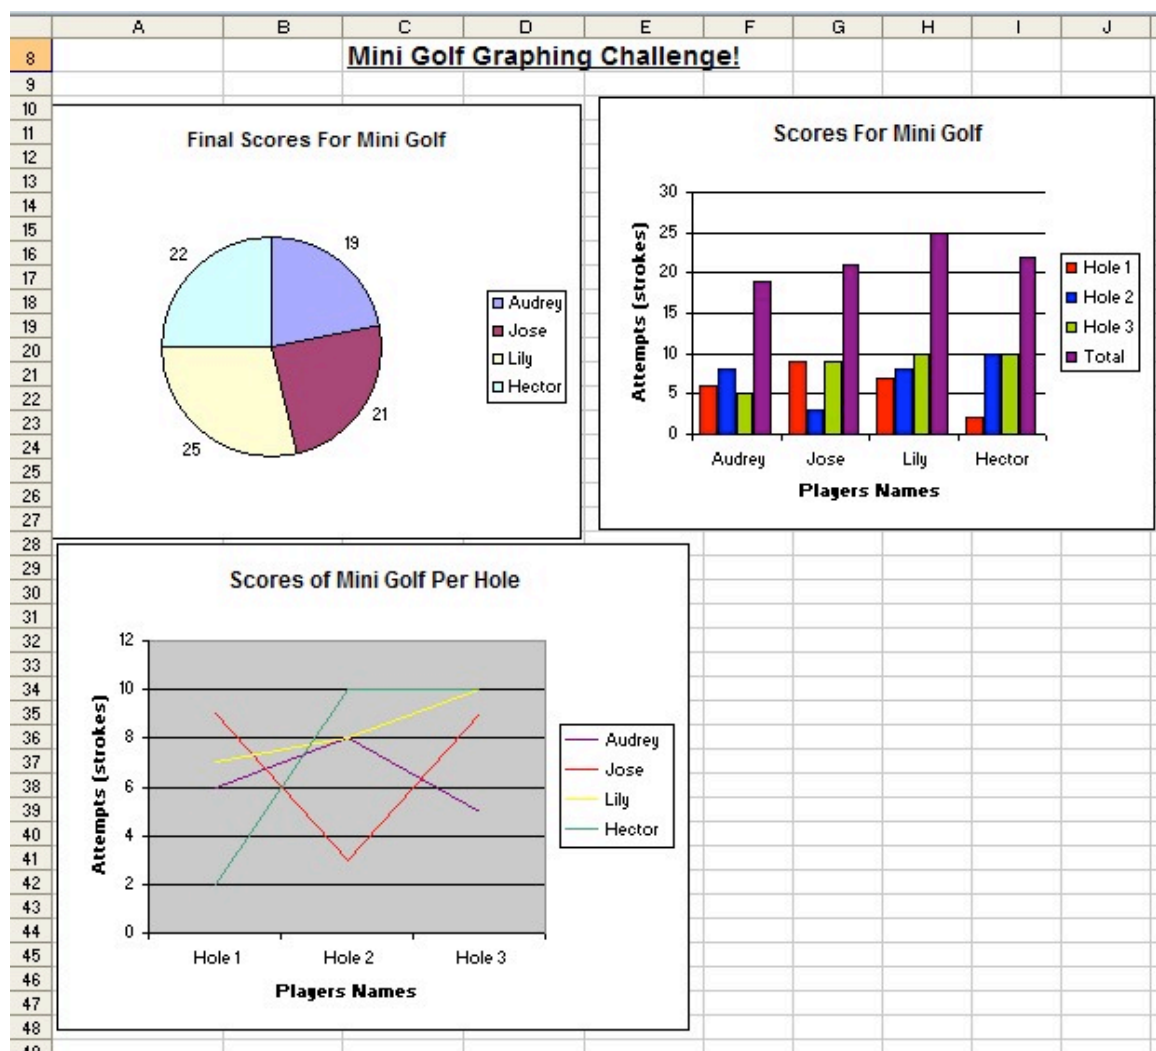 A B C D E F G H I J
8
9
10
11
12
13
14
15
16
17
18
19
20
21
22
23
24
25
26
27
28
29
30
31
32
33
34
35
36
37
38
39
40
41
42
43
44
45
46
47
48
Mini Golf Graphing Challenge!
Final Scores For Mini Golf
22
19
25
21
Audrey
Jose
Lily
Hector
Scores For Mini Golf
Attempts (strokes)
30
25
20
15
10
5
0
Audrey Jose Lily Hector
Players Names
Hole 1
Hole 2
Hole 3
Total
Scores of Mini Golf Per Hole
Attempts (strokes)
12
10
8
6
4
2
0
Hole 1 Hole 2 Hole 3
Players Names
Audrey
Jose
Lily
Hector